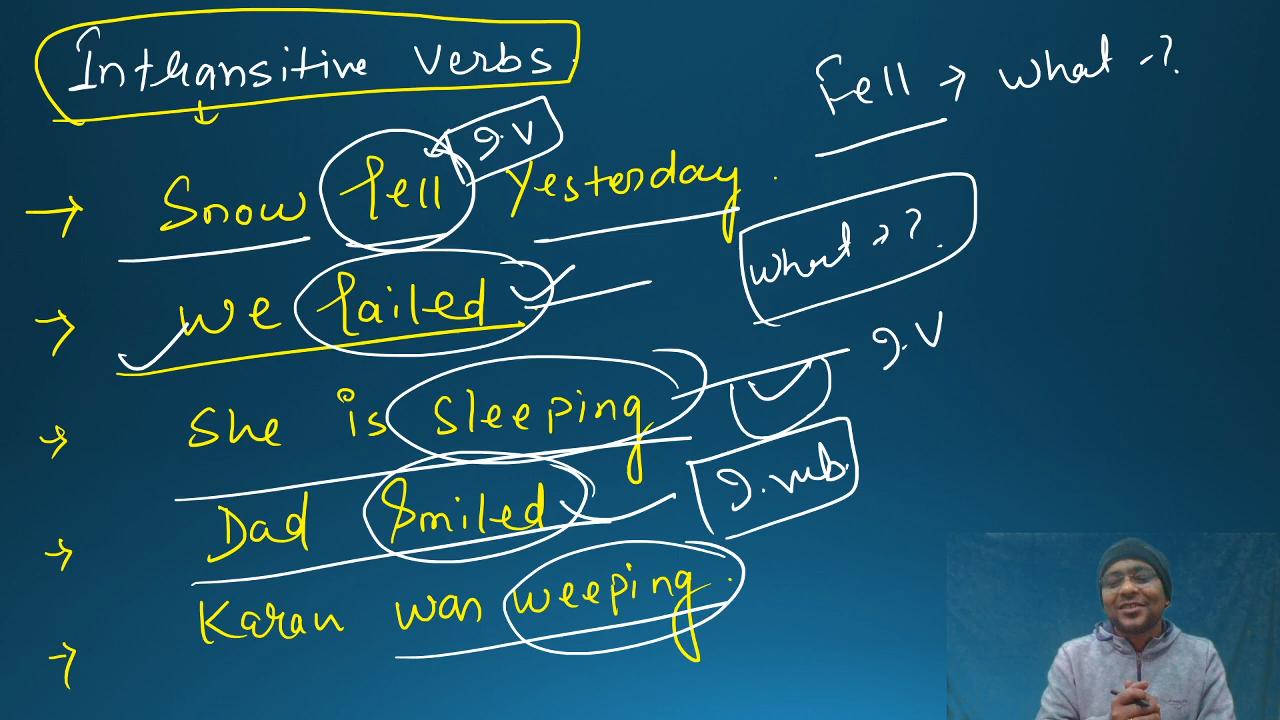 Intransitive Verbs.
Fell → what -?
I.V
Snow fell Yesterday.
what → ?.
We failed
I.V
She is sleeping
I. verb.
Dad Smiled
Karan was weeping.